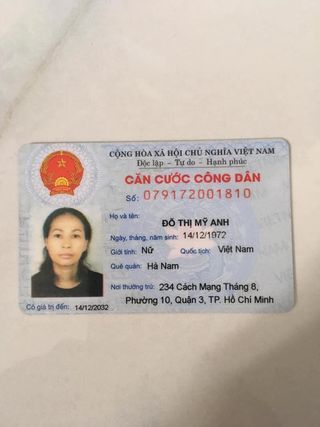 CỘNG HÒA XÃ HỘI CHỦ NGHĨA VIỆT NAM
Độc lập - Tự do - Hạnh phúc
CĂN CƯỚC CÔNG DÂN
Số: 079172001810
Họ và tên:
ĐỖ THỊ MỸ ANH
Ngày, tháng, năm sinh: 14/12/1972
Giới tính: Nữ Quốc tịch: Việt Nam
Quê quán: Hà Nam
Nơi thường trú: 234 Cách Mạng Tháng 8,
Phường 10, Quận 3, TP. Hồ Chí Minh
Có giá trị đến: 14/12/2032